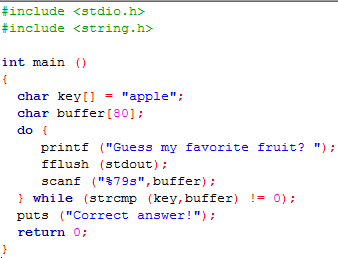 #include <stdio.h>
#include <string.h>
int main ()
{
  char key[] = "apple";
  char buffer[80];
  do {
     printf ("Guess my favorite fruit? ");
     fflush (stdout);
     scanf ("%79s",buffer);
  } while (strcmp (key,buffer) != 0);
  puts ("Correct answer!");
  return 0;
}